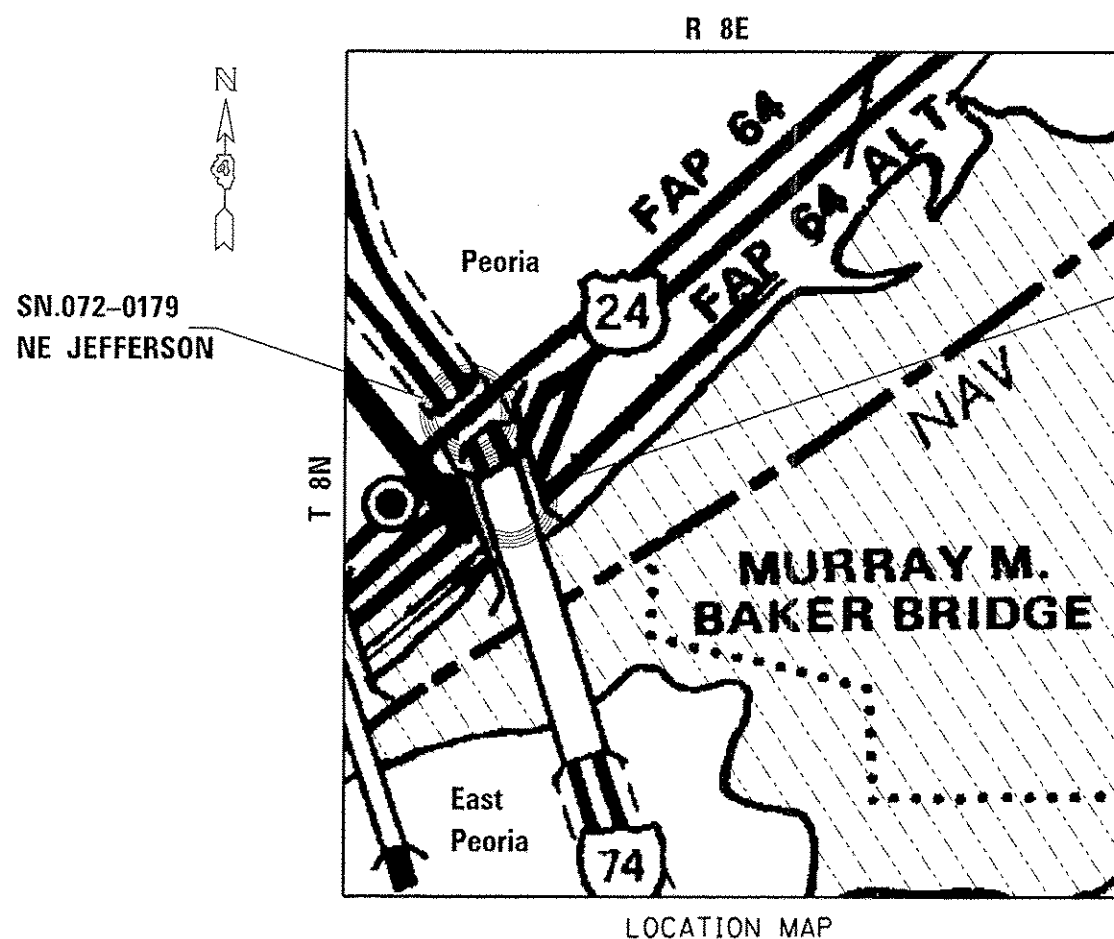 R 8E
N
4
FAP 64
FAP 64 ALT
Peoria
24
SN.072-0179
NE JEFFERSON
NAV
T 8N
MURRAY M.
BAKER BRIDGE
East
Peoria
74
LOCATION MAP